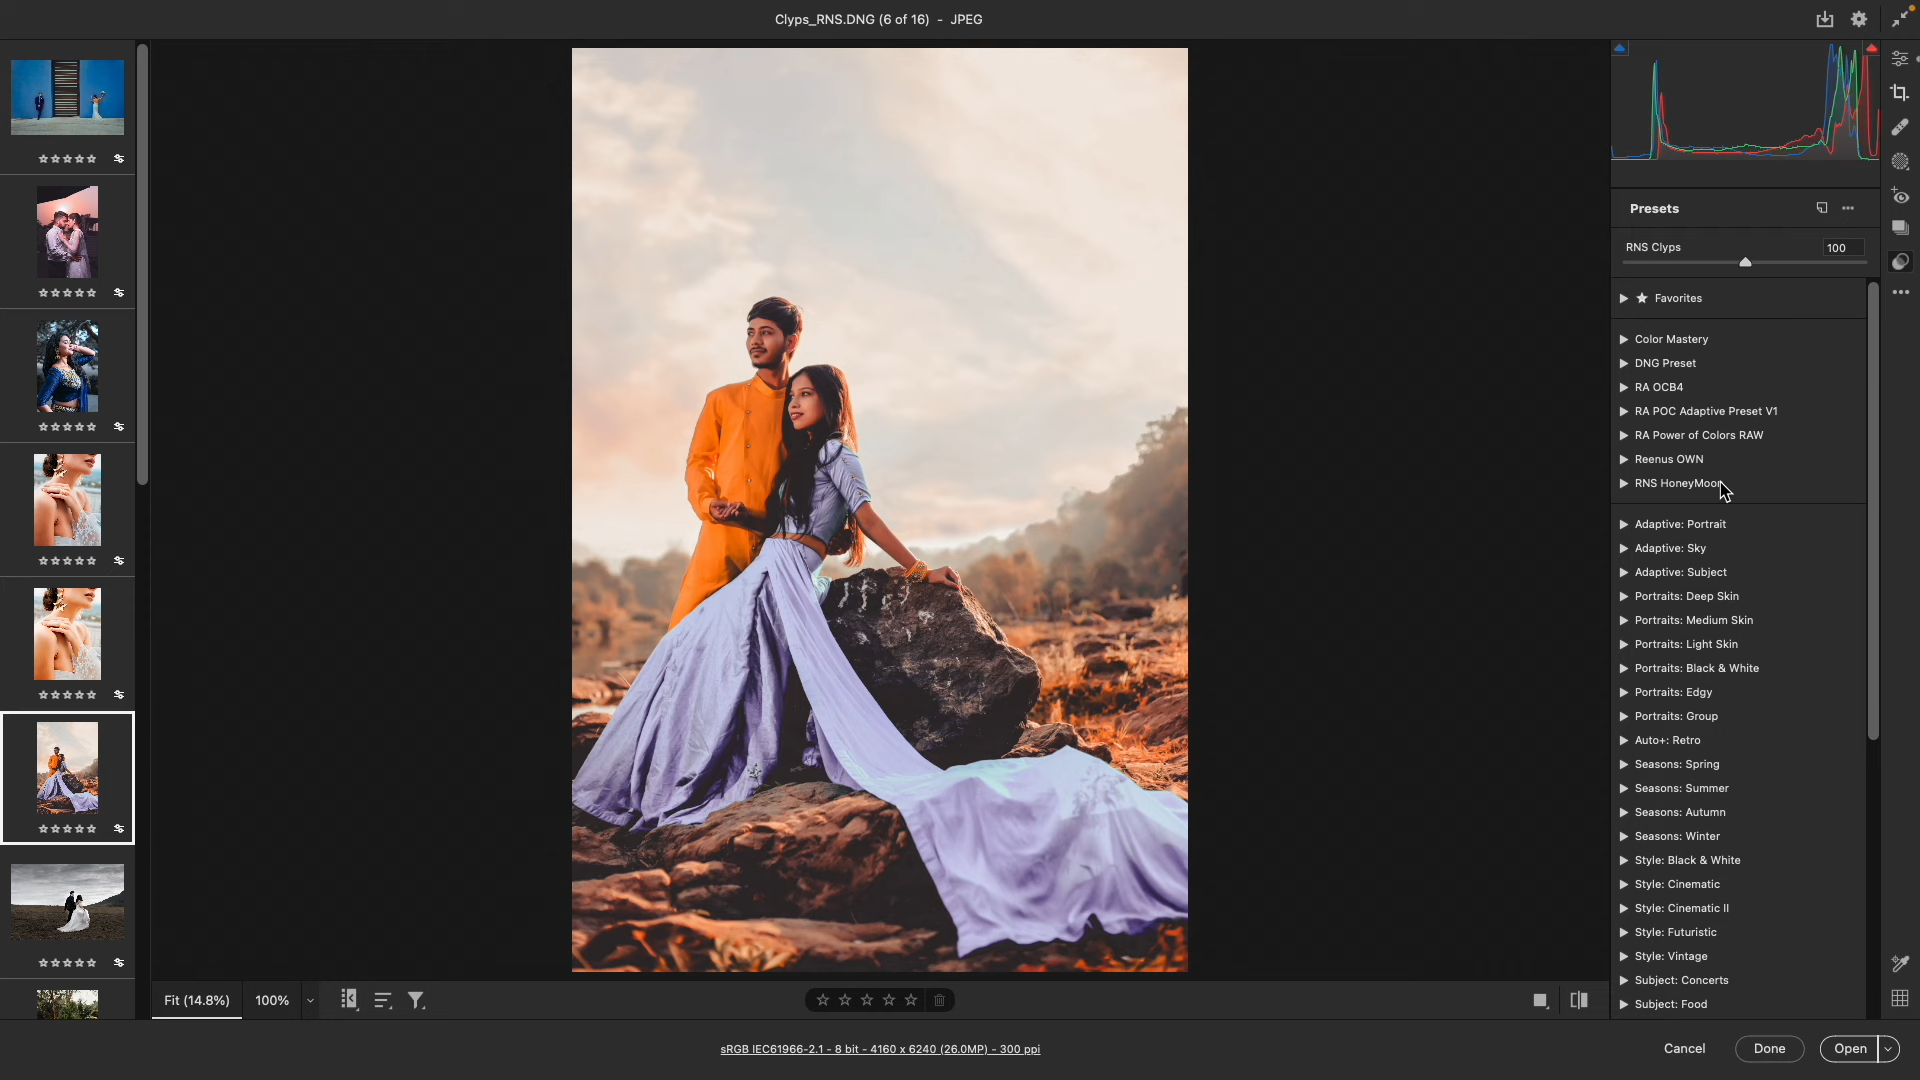 Clyps_RNS.DNG (6 of 16) - JPEG
Presets
RNS Clyps 100
Favorites
Color Mastery
DNG Preset
RA OCB4
RA POC Adaptive Preset V1
RA Power of Colors RAW
Reenus OWN
RNS HoneyMoon
Adaptive: Portrait
Adaptive: Sky
Adaptive: Subject
Portraits: Deep Skin
Portraits: Medium Skin
Portraits: Light Skin
Portraits: Black & White
Portraits: Edgy
Portraits: Group
Auto+: Retro
Seasons: Spring
Seasons: Summer
Seasons: Autumn
Seasons: Winter
Style: Black & White
Style: Cinematic
Style: Cinematic II
Style: Futuristic
Style: Vintage
Subject: Concerts
Subject: Food
Fit (14.8%) 100%
sRGB IEC61966-2.1 - 8 bit - 4160 x 6240 (26.0MP) - 300 ppi
Cancel Done Open